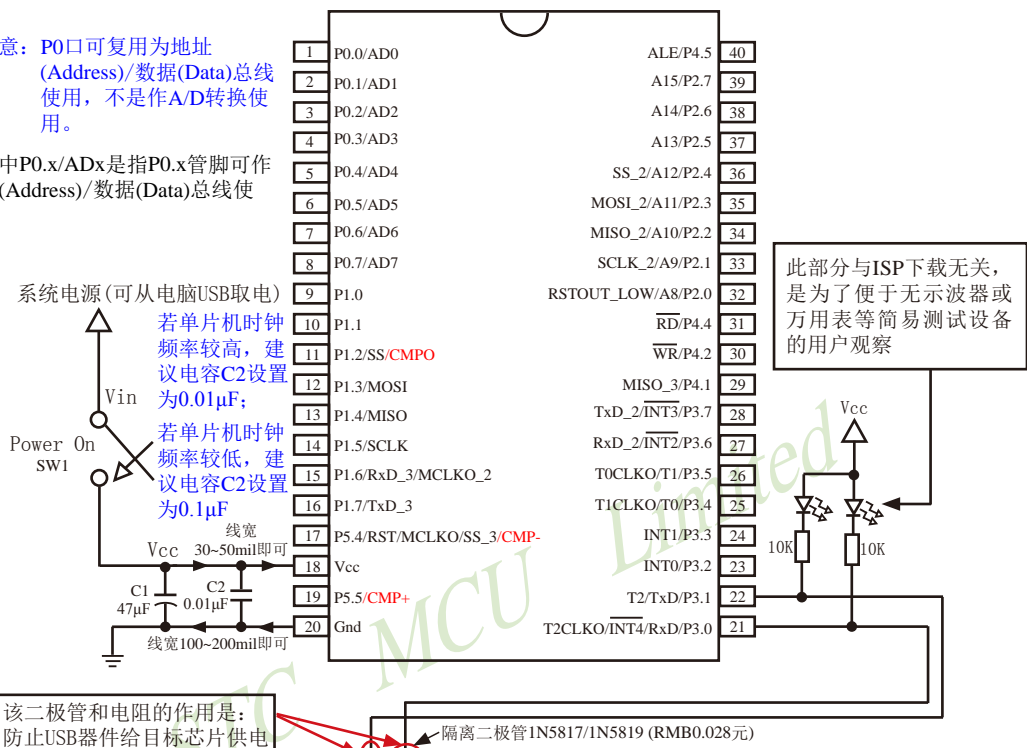 意：P0口可复用为地址
(Address)/数据(Data)总线
使用，不是作A/D转换使
用。
中P0.x/ADx是指P0.x管脚可作
(Address)/数据(Data)总线使
系统电源(可从电脑USB取电)
若单片机时钟
频率较高，建
议电容C2设置
为0.01μF;
若单片机时钟
频率较低，建
议电容C2设置
为0.1μF
Vin
Power On
SW1
线宽
Vcc 30~50mil即可
C1
47μF
C2
0.01μF
线宽100~200mil即可
1 P0.0/AD0
2 P0.1/AD1
3 P0.2/AD2
4 P0.3/AD3
5 P0.4/AD4
6 P0.5/AD5
7 P0.6/AD6
8 P0.7/AD7
9 P1.0
10 P1.1
11 P1.2/SS/CMPO
12 P1.3/MOSI
13 P1.4/MISO
14 P1.5/SCLK
15 P1.6/RxD_3/MCLKO_2
16 P1.7/TxD_3
17 P5.4/RST/MCLKO/SS_3/CMP-
18 Vcc
19 P5.5/CMP+
20 Gnd
ALE/P4.5 40
A15/P2.7 39
A14/P2.6 38
A13/P2.5 37
SS_2/A12/P2.4 36
MOSI_2/A11/P2.3 35
MISO_2/A10/P2.2 34
SCLK_2/A9/P2.1 33
RSTOUT_LOW/A8/P2.0 32
RD/P4.4 31
WR/P4.2 30
MISO_3/P4.1 29
TxD_2/INT3/P3.7 28
RxD_2/INT2/P3.6 27
T0CLKO/T1/P3.5 26
T1CLKO/T0/P3.4 25
INT1/P3.3 24
INT0/P3.2 23
T2/TxD/P3.1 22
T2CLKO/INT4/RxD/P3.0 21
此部分与ISP下载无关，
是为了便于无示波器或
万用表等简易测试设备
的用户观察
Vcc
10K
10K
MCU Limited
该二极管和电阻的作用是：
防止USB器件给目标芯片供电
隔离二极管1N5817/1N5819 (RMB0.028元)